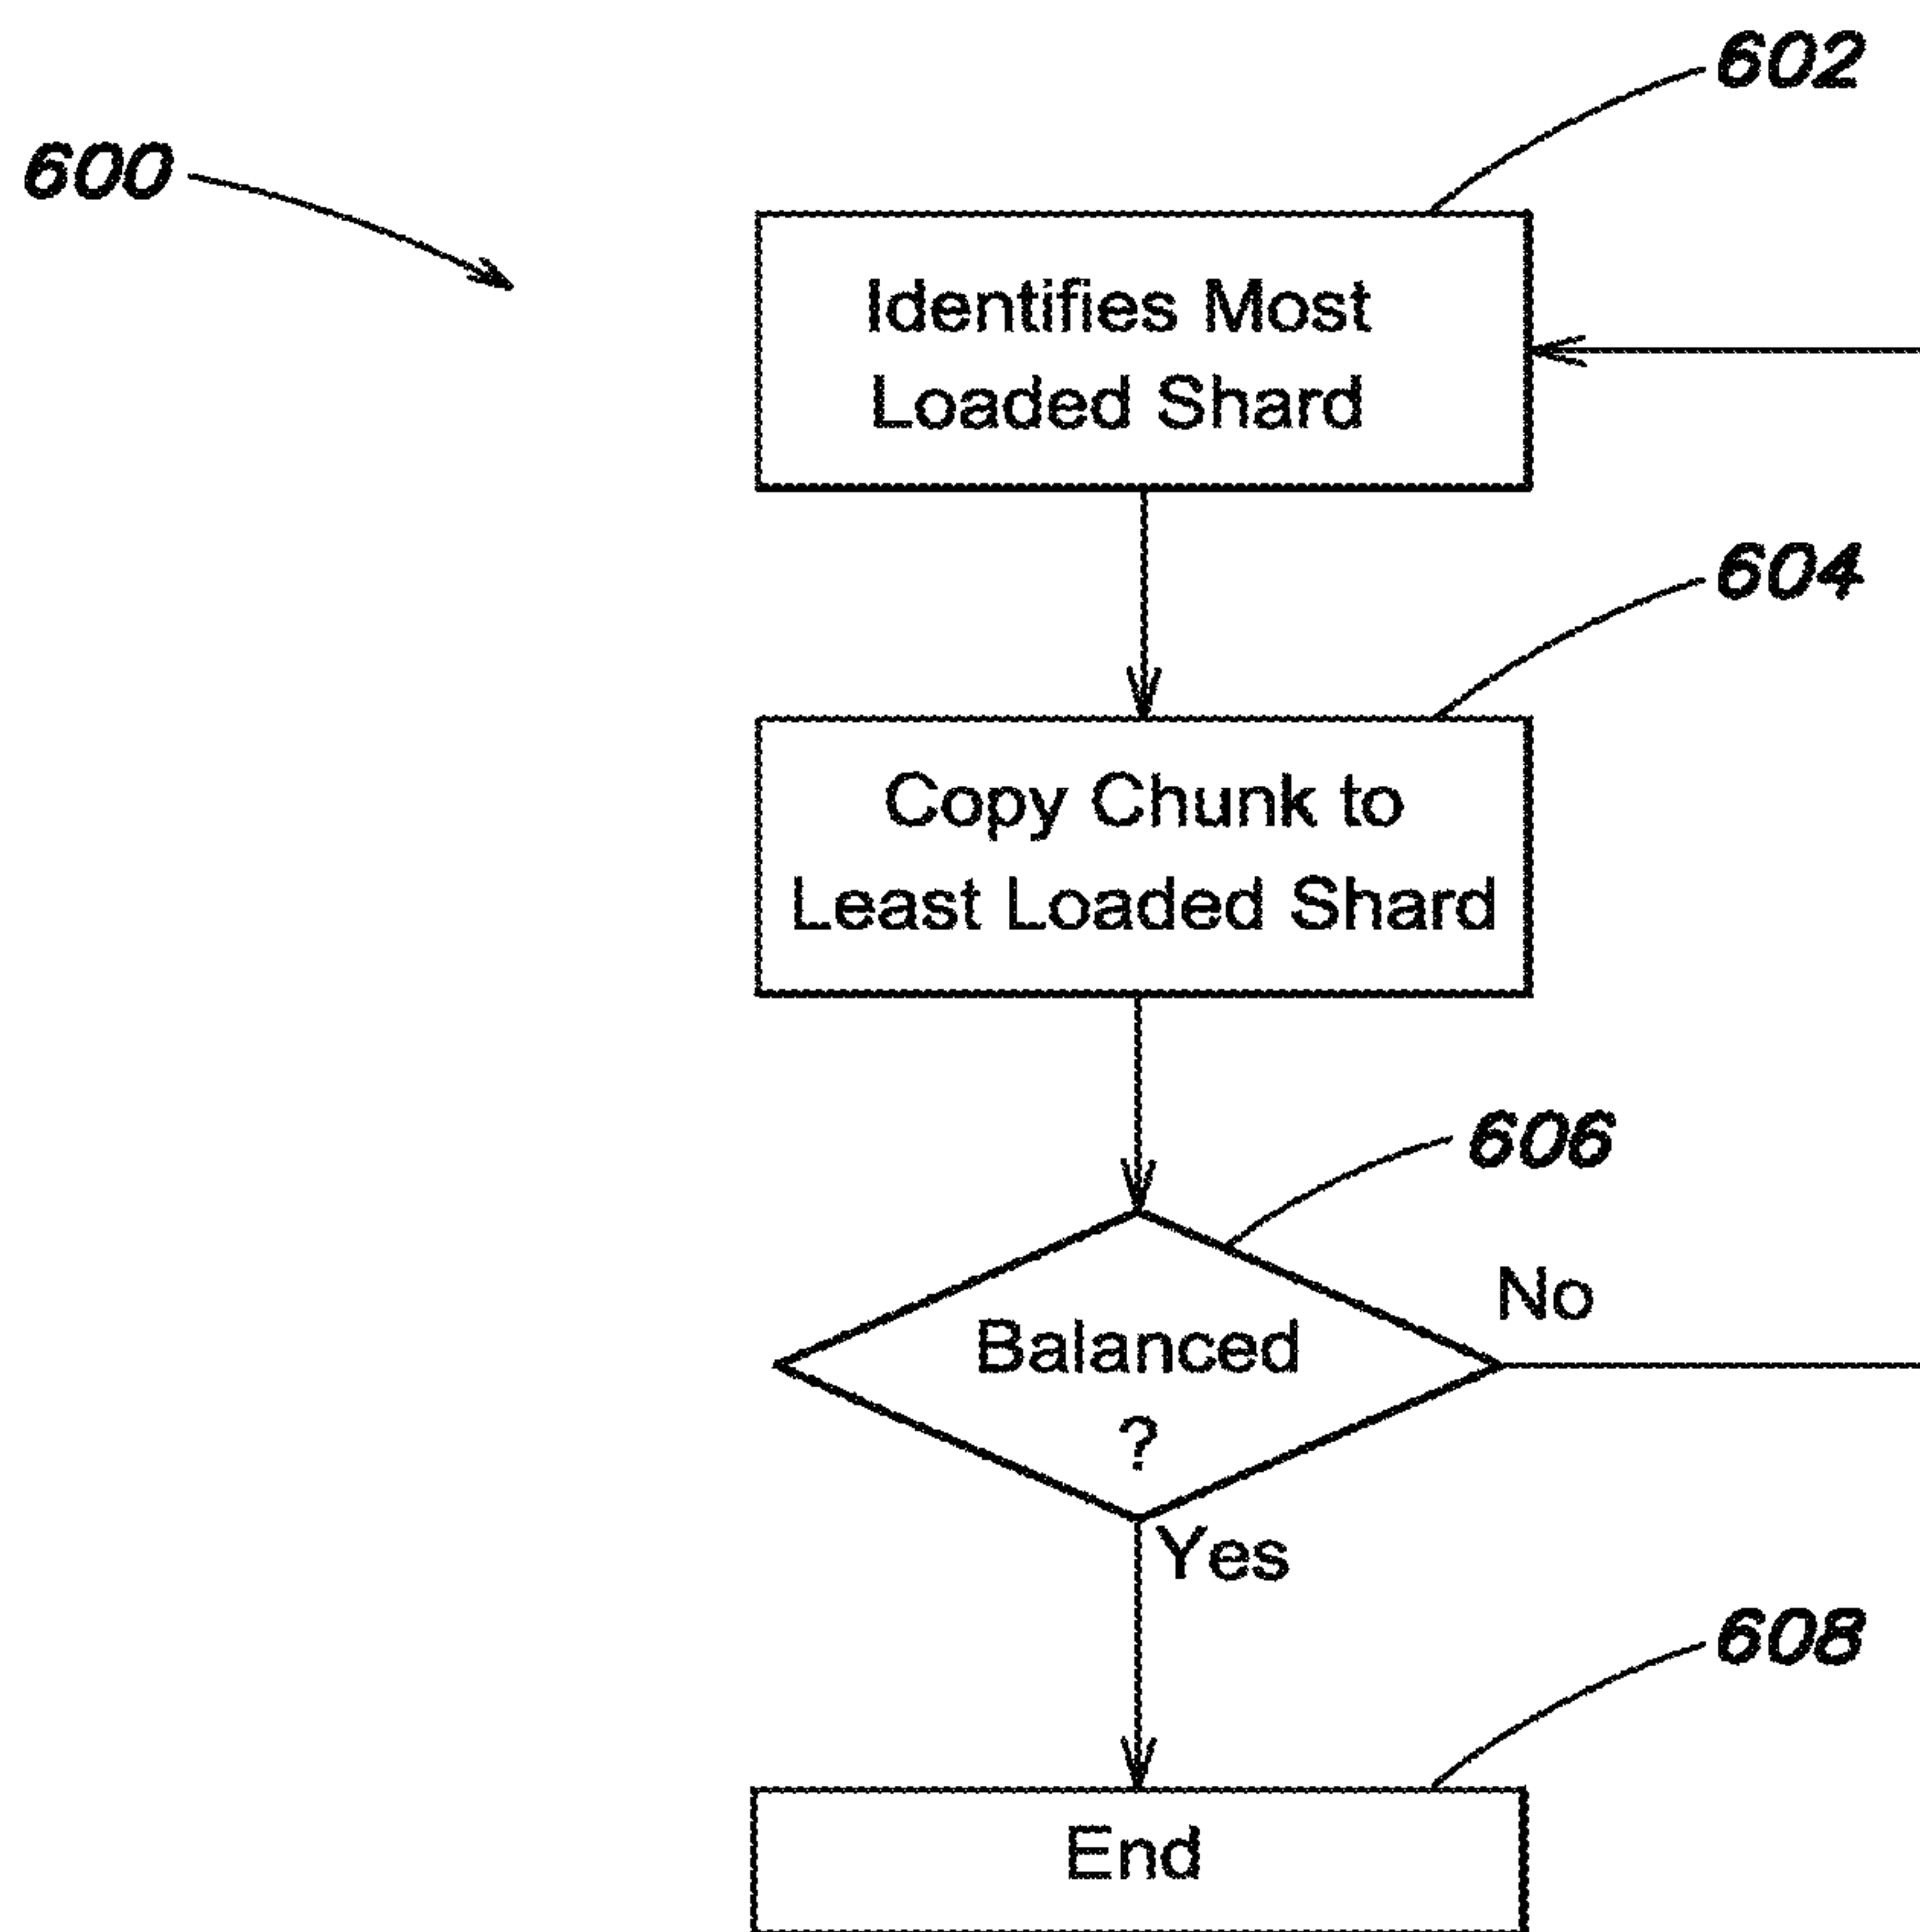 602
600
Identifies Most
Loaded Shard
604
Copy Chunk to
Least Loaded Shard
606
No
Balanced
?
Yes
608
End